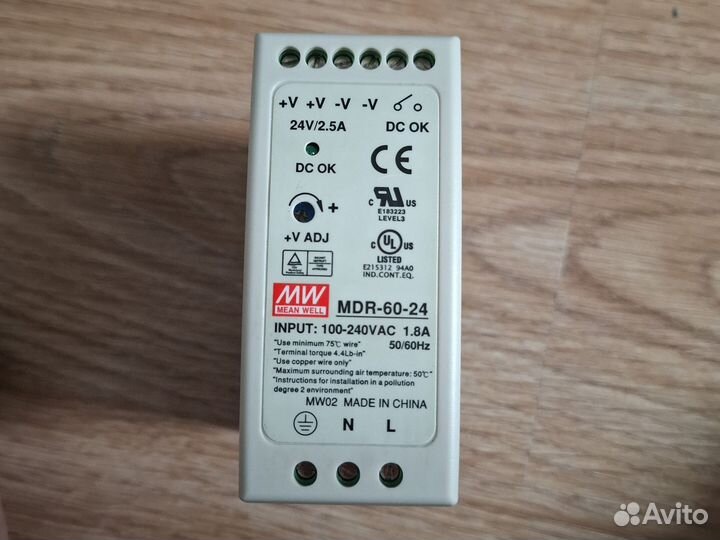 +V +V -V -V
24V/2.5A DC OK
DC OK
CE
+
+V ADJ
c RU US
E183223
LEVEL3
c UL US
LISTED
E215312 94A0
IND.CONT.EQ.
MW
MEAN WELL
MDR-60-24
INPUT: 100-240VAC 1.8A
50/60Hz
"Use minimum 75℃ wire"
"Terminal torque 4.4Lb-in"
"Use copper wire only"
"Maximum surrounding air temperature: 50℃"
"Instructions for installation in a pollution
degree 2 environment"
MW02 MADE IN CHINA
N L
Avito